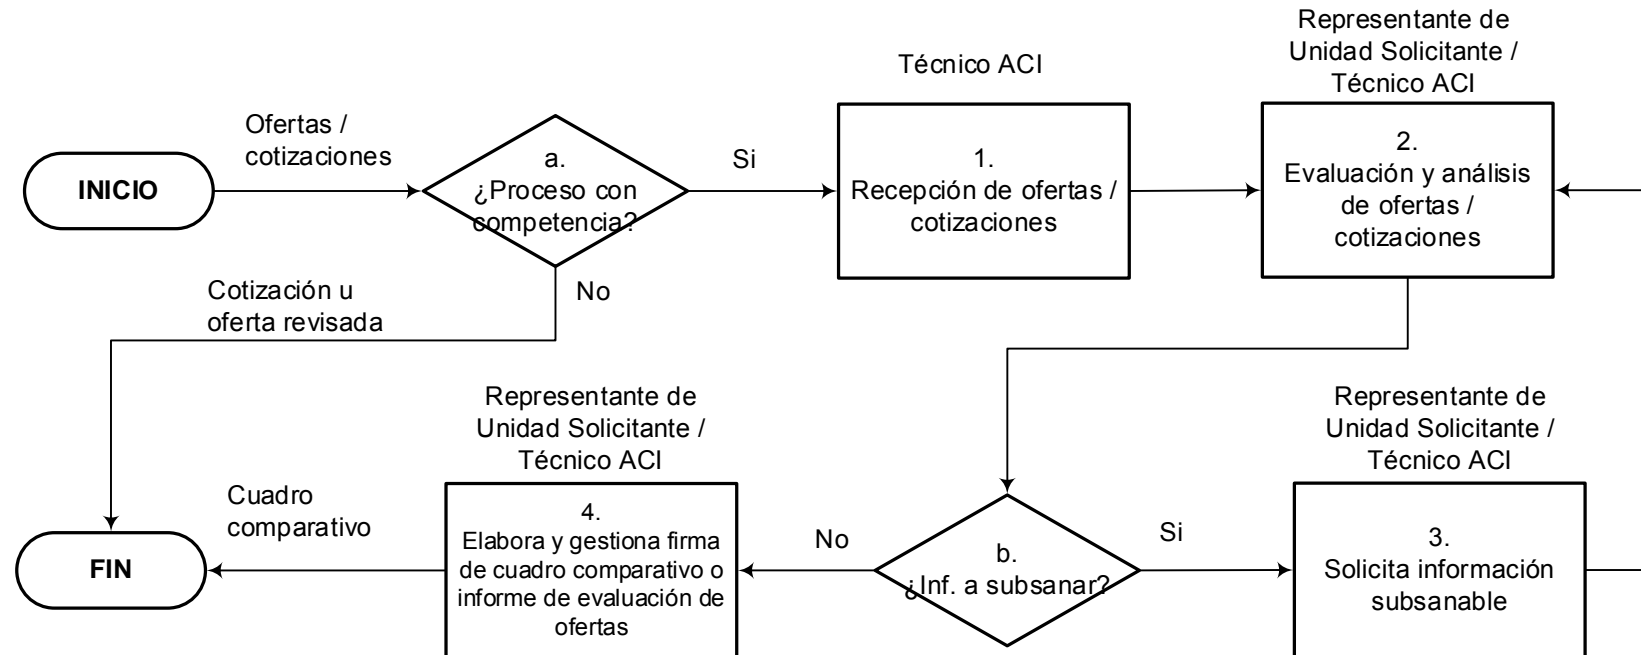 Representante de
Unidad Solicitante /
Técnico ACI
Técnico ACI
Ofertas /
cotizaciones
INICIO
a.
¿Proceso con
competencia?
Si
1.
Recepción de ofertas /
cotizaciones
2.
Evaluación y análisis
de ofertas /
cotizaciones
Cotización u
oferta revisada
No
Representante de
Unidad Solicitante /
Técnico ACI
Representante de
Unidad Solicitante /
Técnico ACI
Cuadro
comparativo
FIN
4.
Elabora y gestiona firma
de cuadro comparativo o
informe de evaluación de
ofertas
No
b.
¿Inf. a subsanar?
Si
3.
Solicita información
subsanable